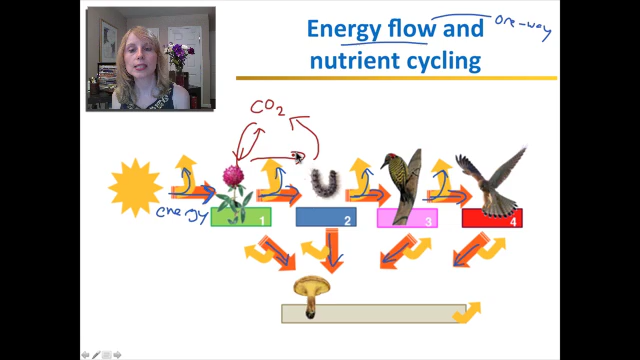 Energy flow and
one-way
nutrient cycling
CO2
energy
1
2
3
4